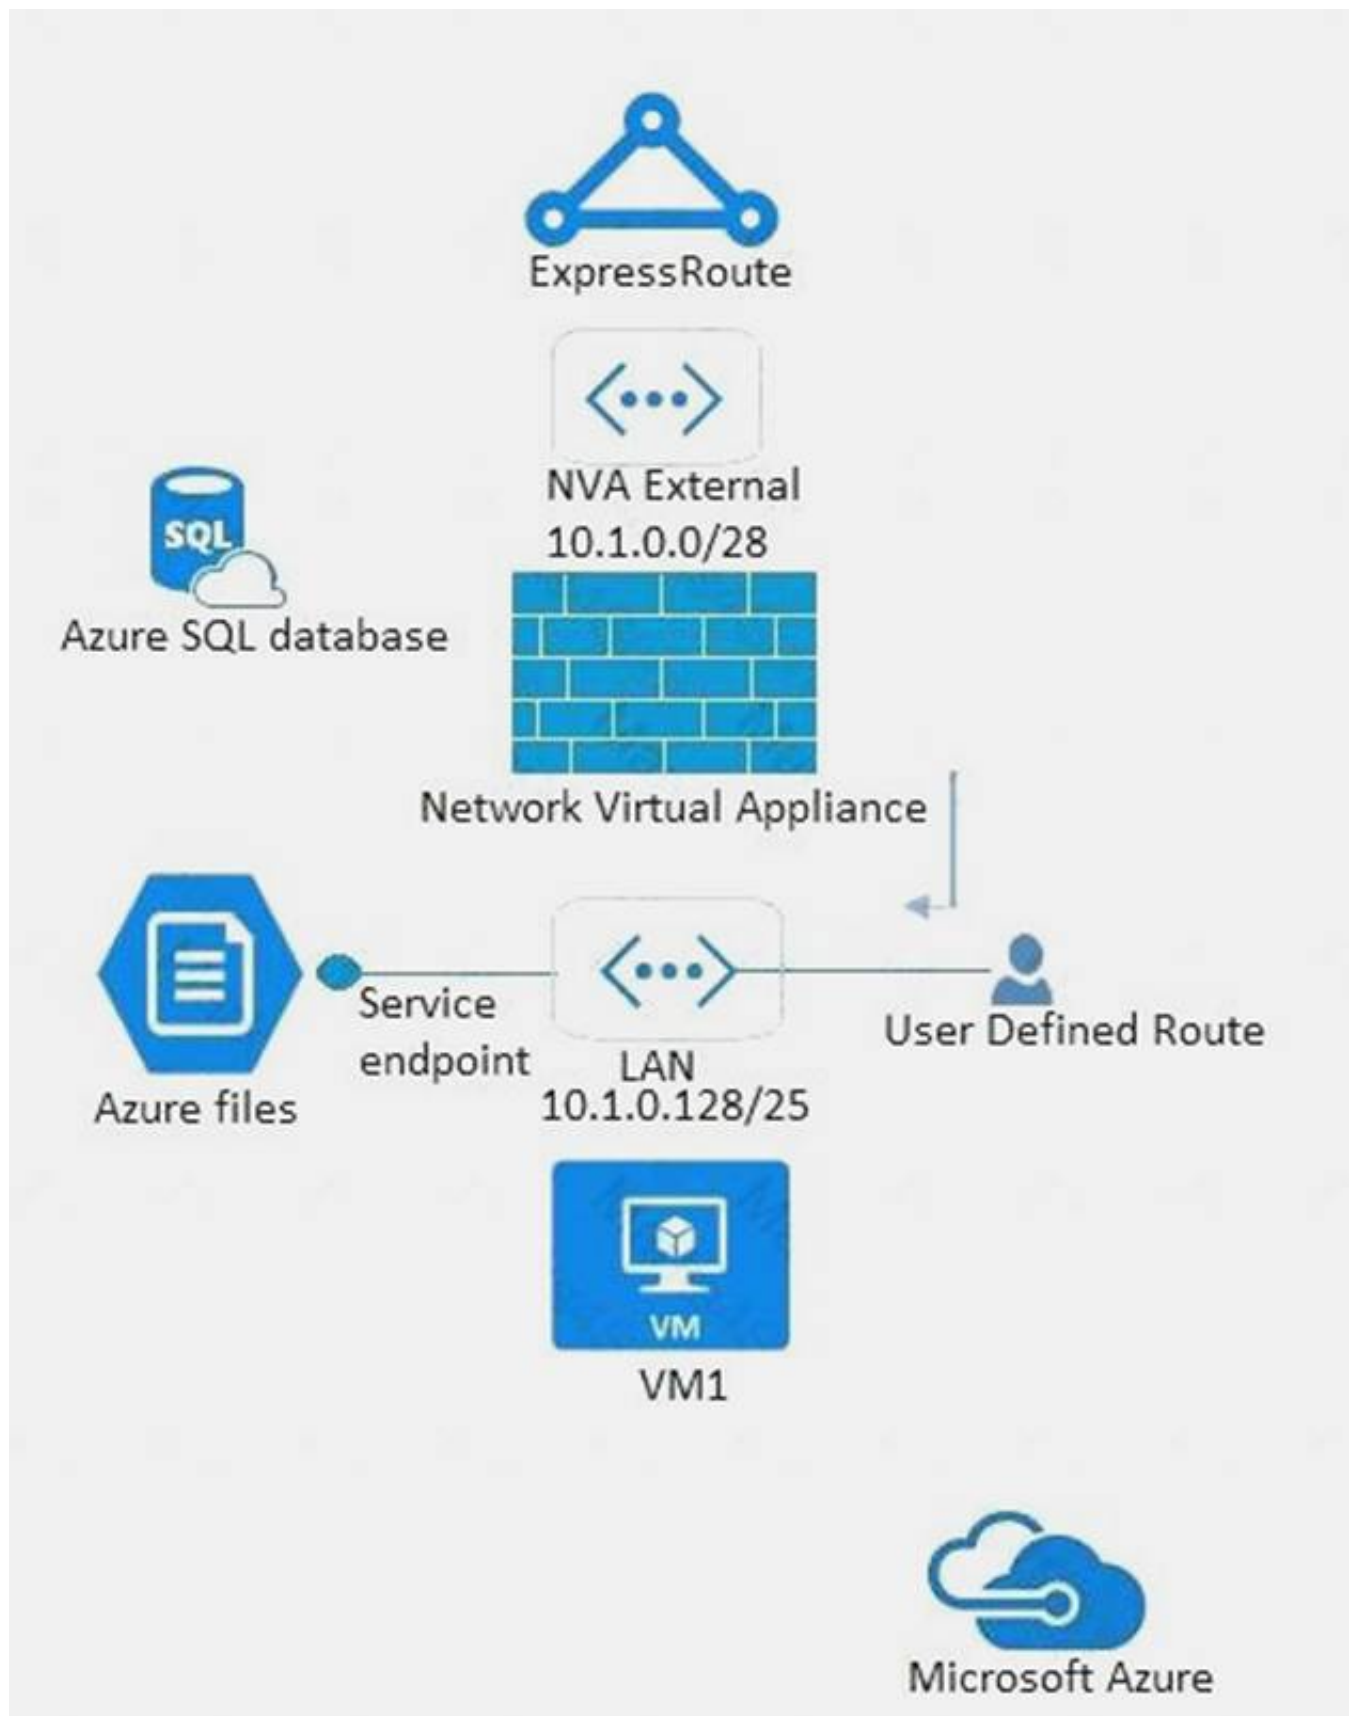 ExpressRoute
NVA External
10.1.0.0/28
SQL
Azure SQL database
Network Virtual Appliance
Service
endpoint
Azure files
LAN
10.1.0.128/25
User Defined Route
VM
VM1
Microsoft Azure